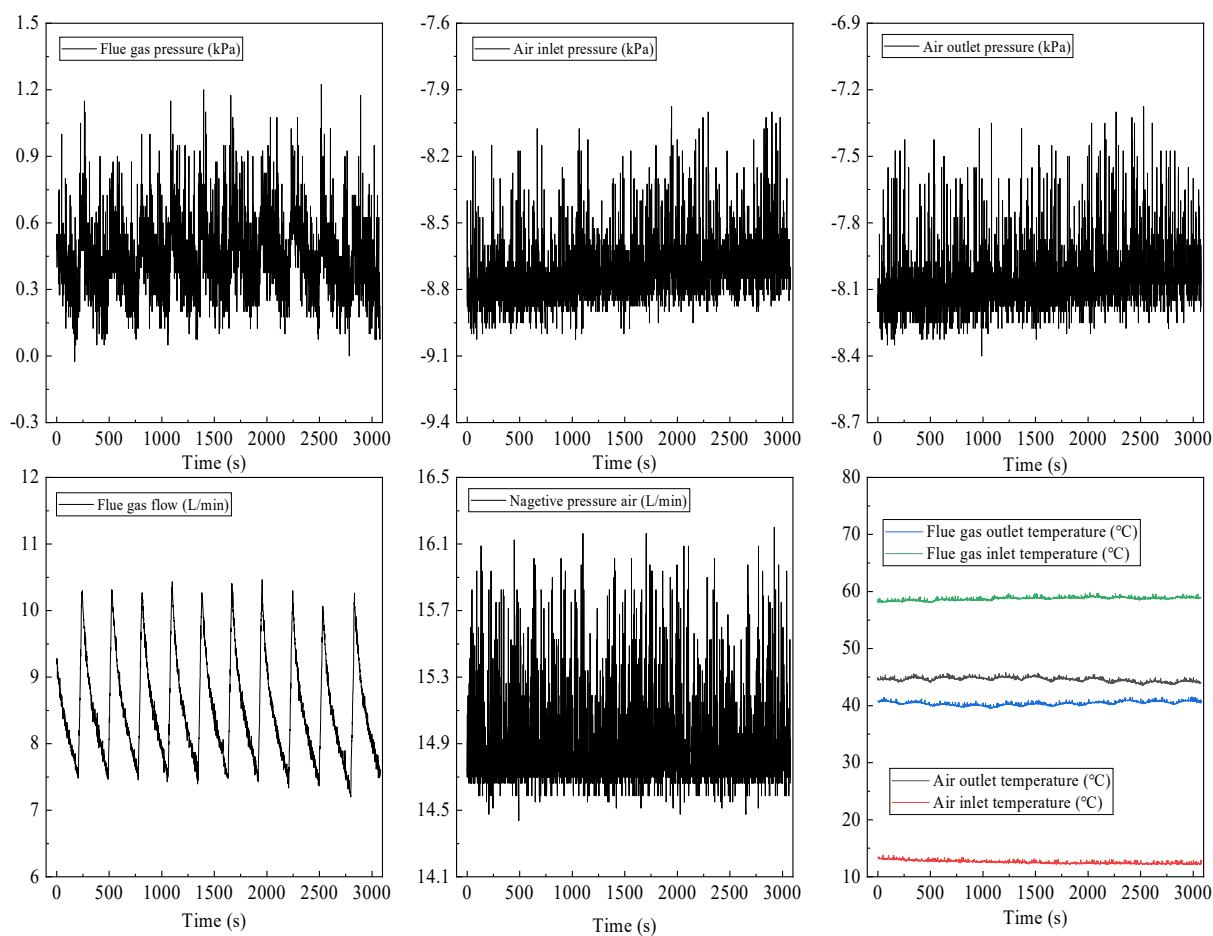 Flue gas pressure (kPa)
1.5
1.2
0.9
0.6
0.3
0.0
-0.3
0 500 1000 1500 2000 2500 3000
Time (s)
Air inlet pressure (kPa)
-7.6
-7.9
-8.2
-8.5
-8.8
-9.1
-9.4
0 500 1000 1500 2000 2500 3000
Time (s)
Air outlet pressure (kPa)
-6.9
-7.2
-7.5
-7.8
-8.1
-8.4
-8.7
0 500 1000 1500 2000 2500 3000
Time (s)
Flue gas flow (L/min)
12
11
10
9
8
7
6
0 500 1000 1500 2000 2500 3000
Time (s)
Nagetive pressure air (L/min)
16.5
16.1
15.7
15.3
14.9
14.5
14.1
0 500 1000 1500 2000 2500 3000
Time (s)
80
70
60
50
40
30
20
10
Flue gas outlet temperature (℃)
Flue gas inlet temperature (℃)
Air outlet temperature (℃)
Air inlet temperature (℃)
0 500 1000 1500 2000 2500 3000
Time (s)